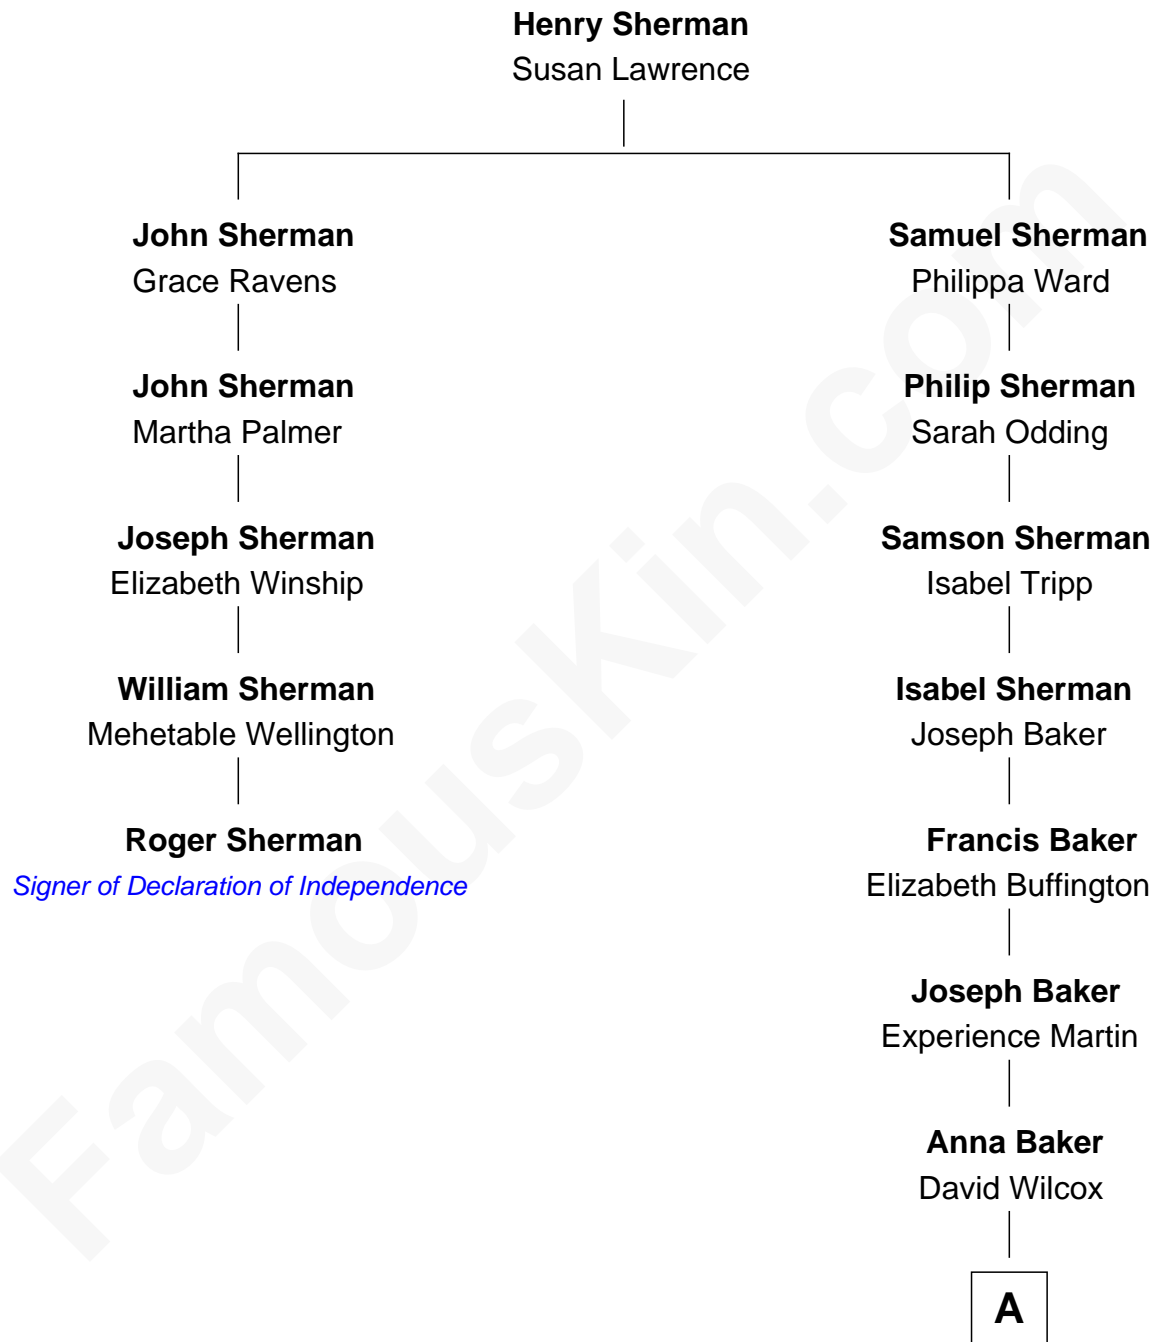 Henry Sherman
Susan Lawrence
John Sherman
Grace Ravens
John Sherman
Martha Palmer
Joseph Sherman
Elizabeth Winship
William Sherman
Mehetable Wellington
Roger Sherman
Signer of Declaration of Independence
Samuel Sherman
Philippa Ward
Philip Sherman
Sarah Odding
Samson Sherman
Isabel Tripp
Isabel Sherman
Joseph Baker
Francis Baker
Elizabeth Buffington
Joseph Baker
Experience Martin
Anna Baker
David Wilcox
A
FamousKin.com